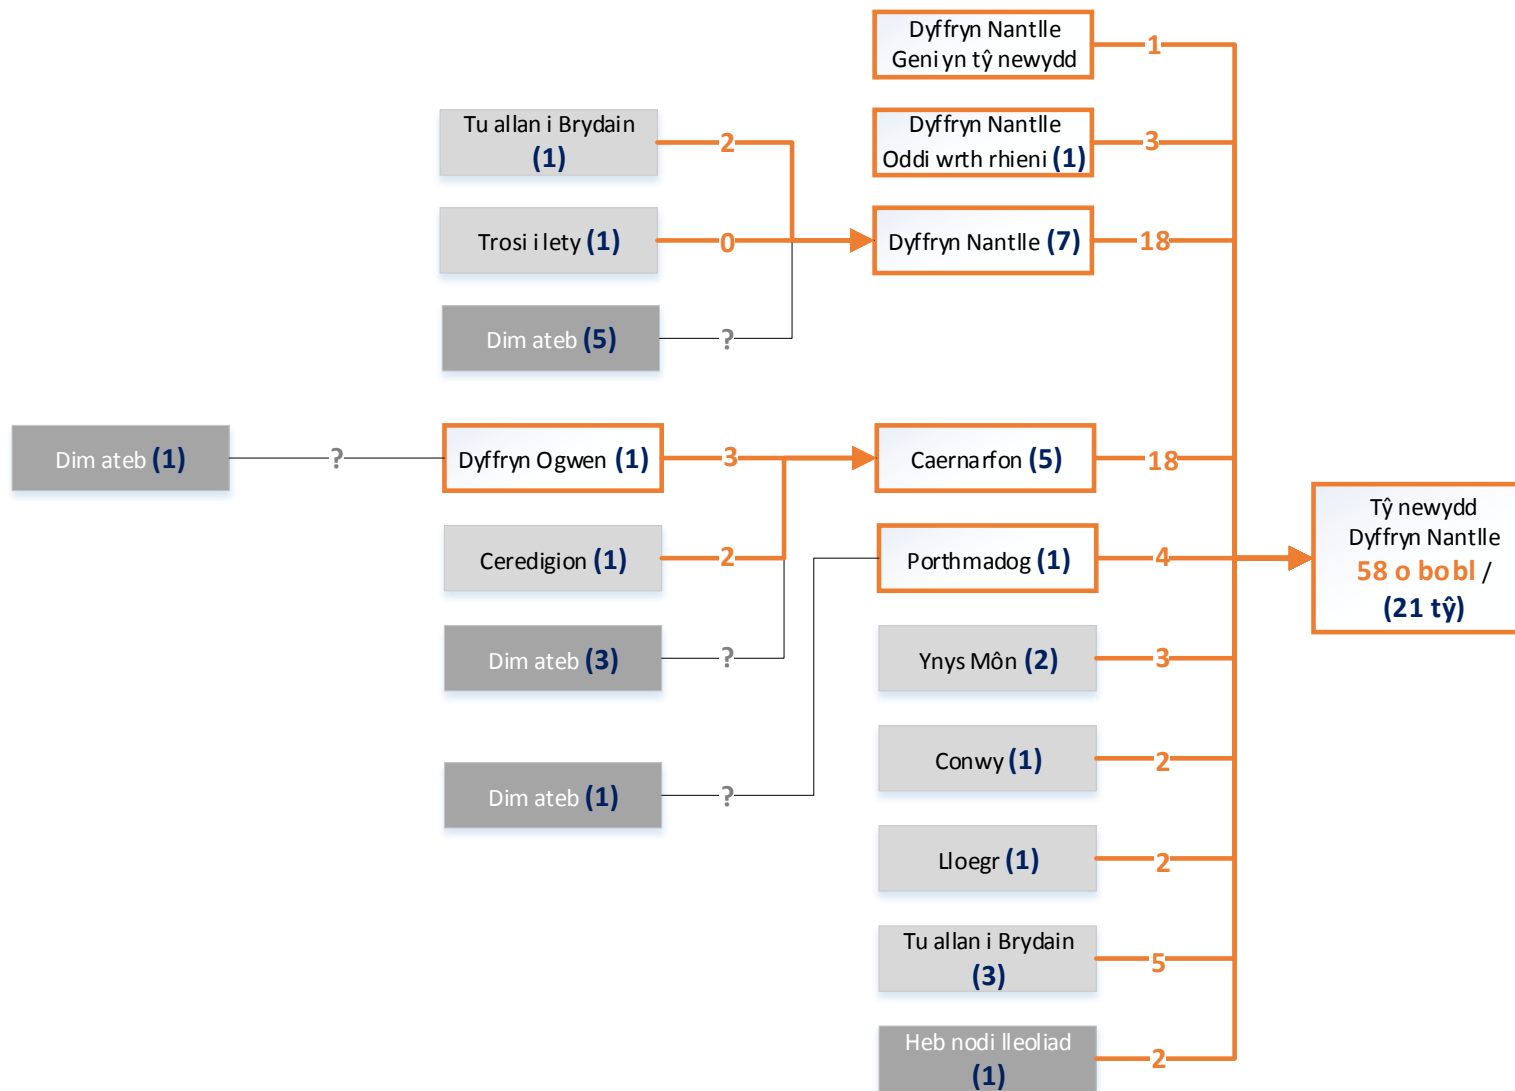 Dyffryn Nantlle
Geni yn tŷ newydd
1
Tu allan i Brydain
(1)
2
Dyffryn Nantlle
Oddi wrth rhieni (1)
3
Trosi i lety (1)
0
Dyffryn Nantlle (7)
18
Dim ateb (5)
?
Dim ateb (1)
?
Dyffryn Ogwen (1)
3
Caernarfon (5)
18
Ceredigion (1)
2
Porthmadog (1)
4
Tŷ newydd
Dyffryn Nantlle
58 o bobl /
(21 tŷ)
Dim ateb (3)
?
Ynys Môn (2)
3
Dim ateb (1)
?
Conwy (1)
2
Lloegr (1)
2
Tu allan i Brydain
(3)
5
Heb nodi lleoliad
(1)
2